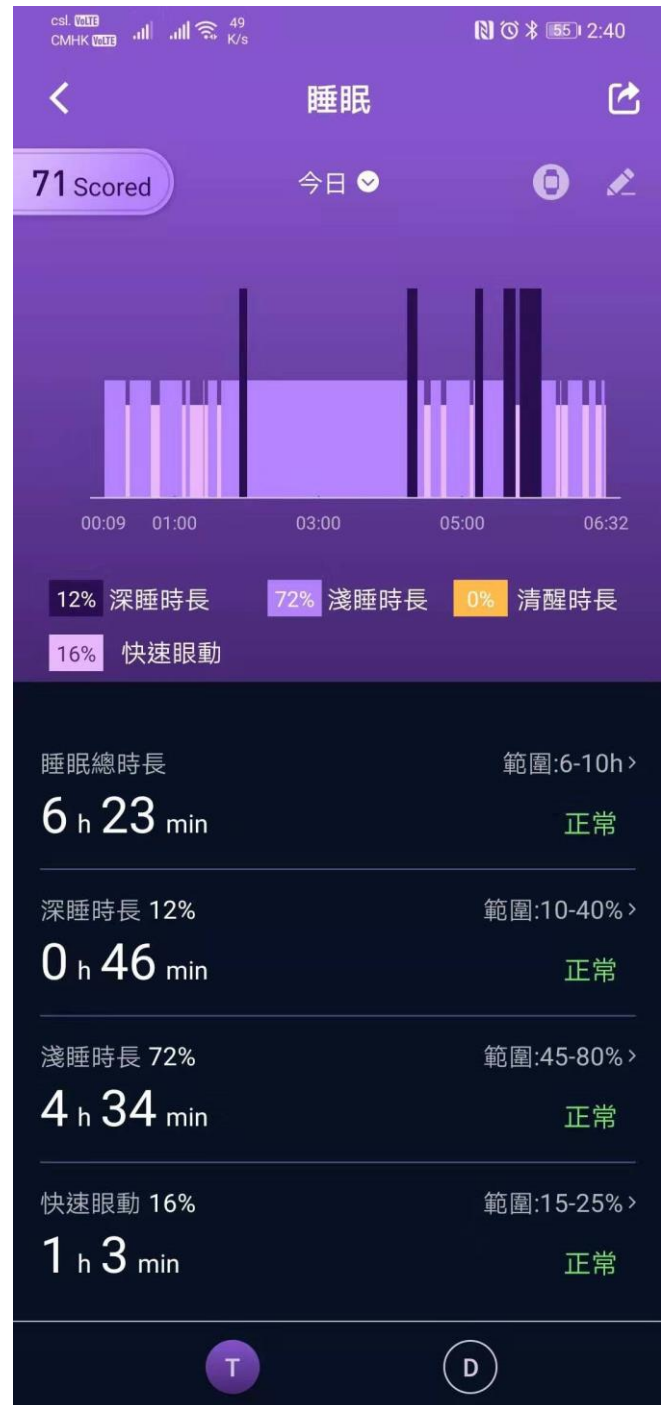 csl. VoLTE
CMHK VoLTE 49 K/s 55 2:40
睡眠
71 Scored 今日
00:09 01:00 03:00 05:00 06:32
12% 深睡時長 72% 淺睡時長 0% 清醒時長
16% 快速眼動
睡眠總時長 範圍:6-10h
6 h 23 min 正常
深睡時長 12% 範圍:10-40%
0 h 46 min 正常
淺睡時長 72% 範圍:45-80%
4 h 34 min 正常
快速眼動 16% 範圍:15-25%
1 h 3 min 正常
T D